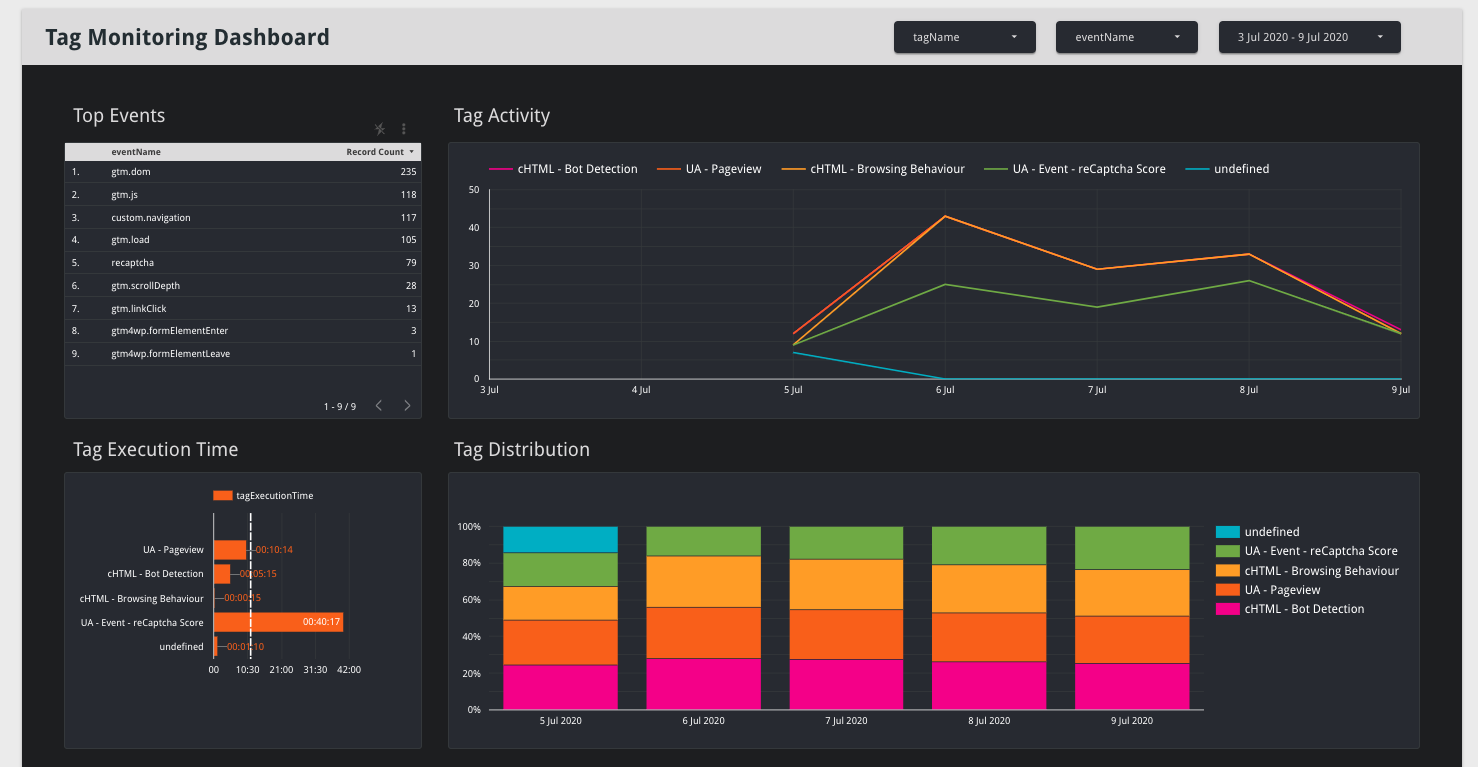 Tag Monitoring Dashboard
tagName
eventName
3 Jul 2020 - 9 Jul 2020
Top Events
eventName Record Count
1. gtm.dom 235
2. gtm.js 118
3. custom.navigation 117
4. gtm.load 105
5. recaptcha 79
6. gtm.scrollDepth 28
7. gtm.linkClick 13
8. gtm4wp.formElementEnter 3
9. gtm4wp.formElementLeave 1
1 - 9 / 9
Tag Activity
cHTML - Bot Detection UA - Pageview cHTML - Browsing Behaviour UA - Event - reCaptcha Score undefined
50
40
30
20
10
0
3 Jul 4 Jul 5 Jul 6 Jul 7 Jul 8 Jul 9 Jul
Tag Execution Time
tagExecutionTime
UA - Pageview 00:10:14
cHTML - Bot Detection 00:05:15
cHTML - Browsing Behaviour 00:00:15
UA - Event - reCaptcha Score 00:40:17
undefined 00:01:10
00 10:30 21:00 31:30 42:00
Tag Distribution
100%
80%
60%
40%
20%
0%
5 Jul 2020 6 Jul 2020 7 Jul 2020 8 Jul 2020 9 Jul 2020
undefined
UA - Event - reCaptcha Score
cHTML - Browsing Behaviour
UA - Pageview
cHTML - Bot Detection